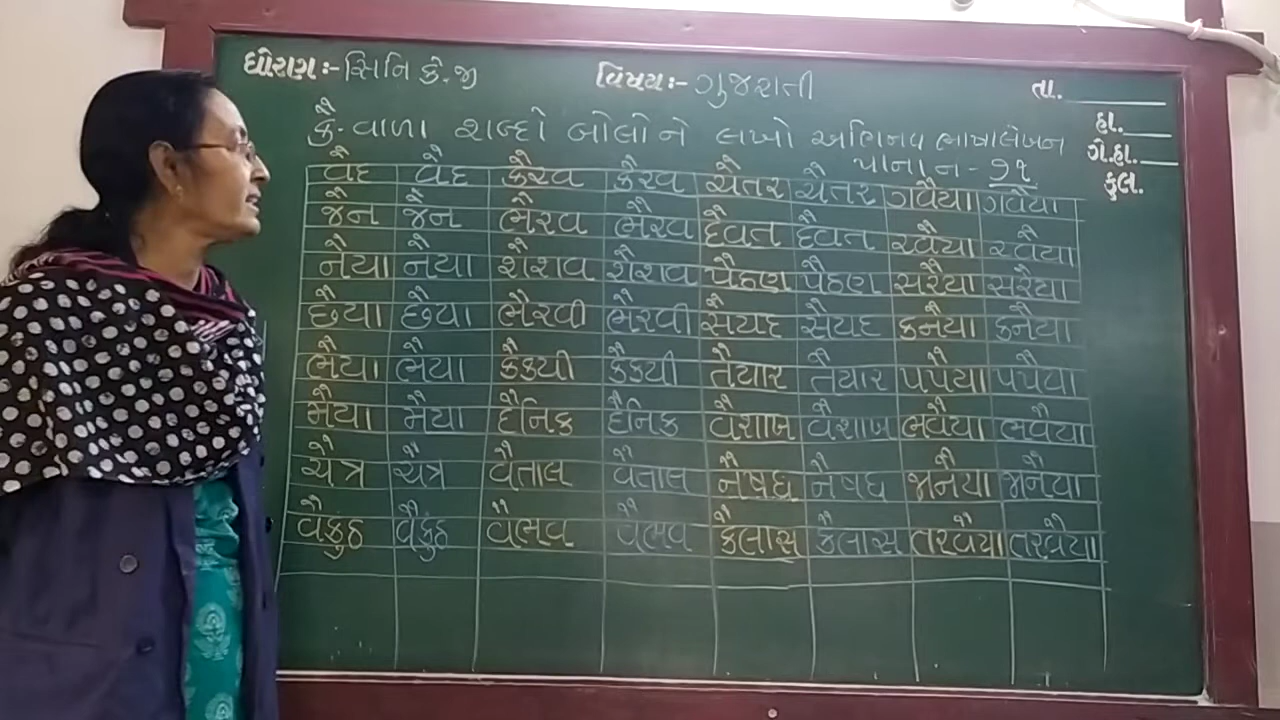 ધોરણ:- સિનિ કે.જી વિષય:- ગુજરાતી તા.
કૈ-વાળા શબ્દો બોલીને લખો અભિનવ ભાષાલેખન હા.
પાના નં - ૭૧ ગે.હા.
કુલ.
વૈદ વૈદ કૈરવ કૈરવ ચૈતર ચૈતર ગવૈયા ગવૈયા
જૈન જૈન ભૈરવ ભૈરવ દૈવત દૈવત રવૈયા રવૈયા
નૈયા નૈયા શૈશવ શૈશવ પૈઠણ પૈઠણ સરૈયા સરૈયા
છૈયા છૈયા ભૈરવી ભૈરવી સૈયદ સૈયદ કનૈયા કનૈયા
ભૈયા ભૈયા કૈકયી કૈકયી તૈયાર તૈયાર પપૈયા પપૈયા
મૈયા મૈયા દૈનિક દૈનિક વૈશાખ વૈશાખ ભવૈયા ભવૈયા
ચૈત્ર ચૈત્ર વૈતાલ વૈતાલ નૈષધ નૈષધ જાનૈયા જાનૈયા
વૈકુંઠ વૈકુંઠ વૈભવ વૈભવ કૈલાસ કૈલાસ તરવૈયા તરવૈયા